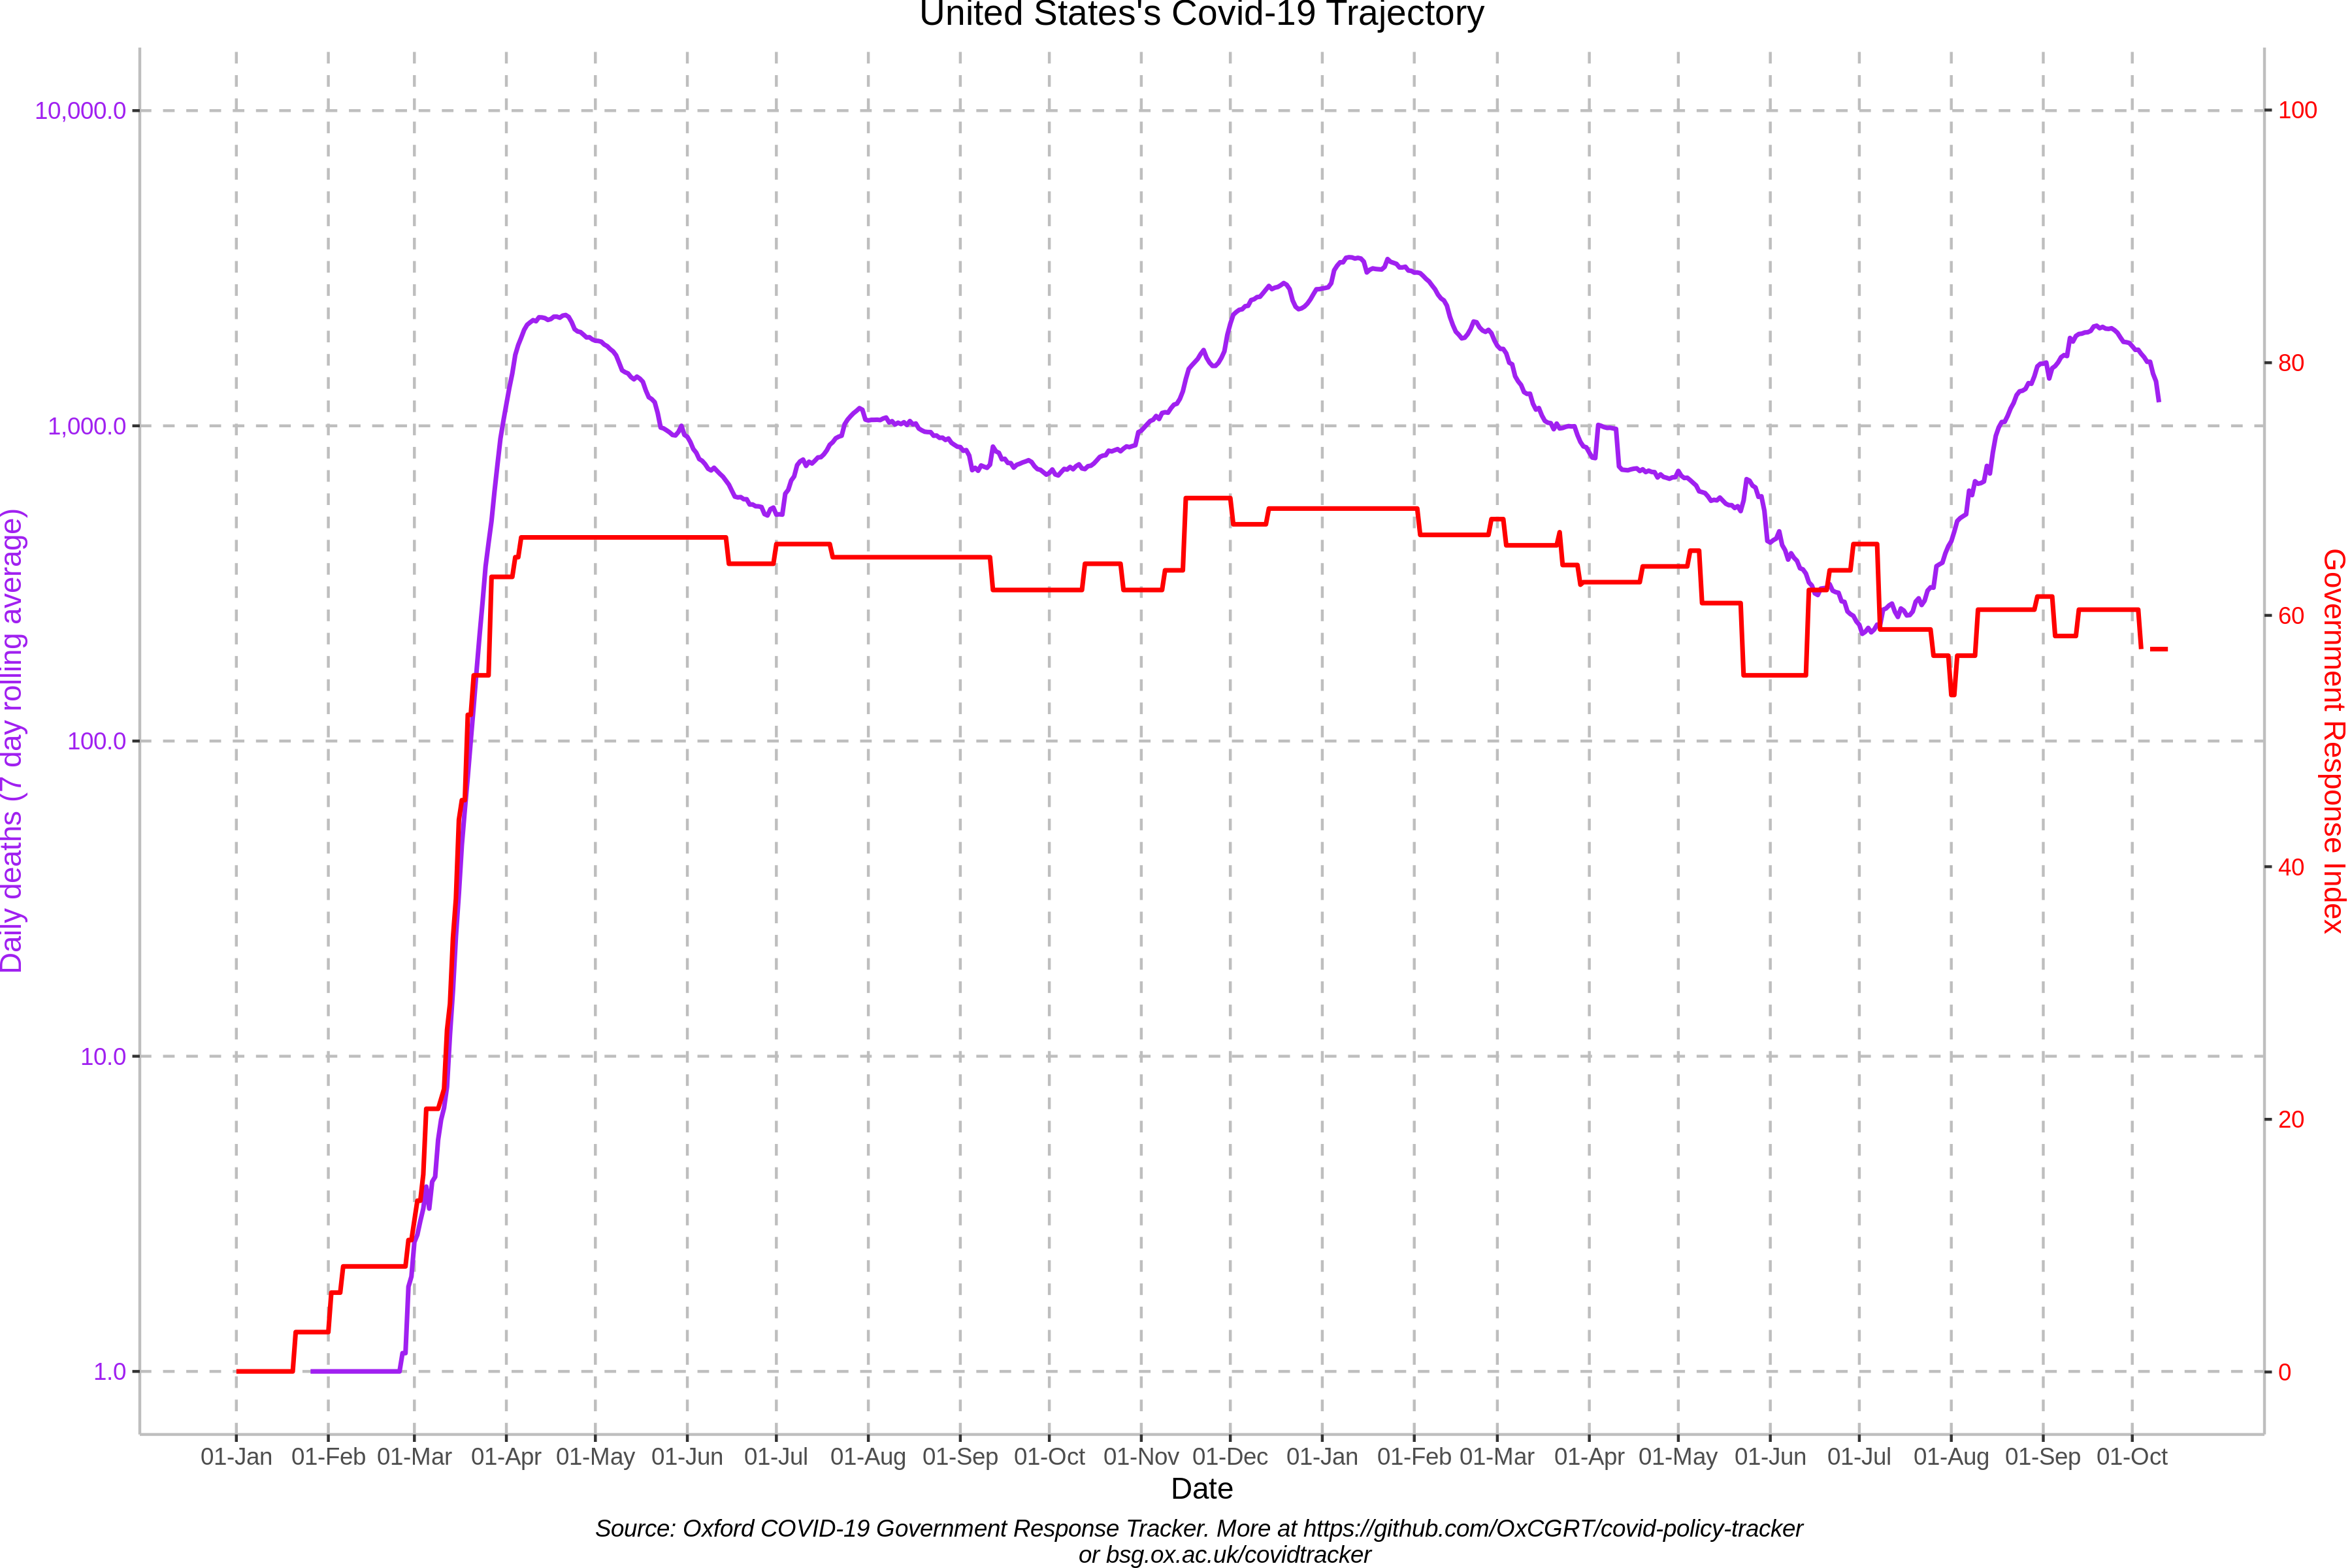 United States's Covid-19 Trajectory
Daily deaths (7 day rolling average)
10,000.0
1,000.0
100.0
10.0
1.0
100
80
60
40
20
0
Government Response Index
01-Jan 01-Feb 01-Mar 01-Apr 01-May 01-Jun 01-Jul 01-Aug 01-Sep 01-Oct 01-Nov 01-Dec 01-Jan 01-Feb 01-Mar 01-Apr 01-May 01-Jun 01-Jul 01-Aug 01-Sep 01-Oct
Date
Source: Oxford COVID-19 Government Response Tracker. More at https://github.com/OxCGRT/covid-policy-tracker
or bsg.ox.ac.uk/covidtracker